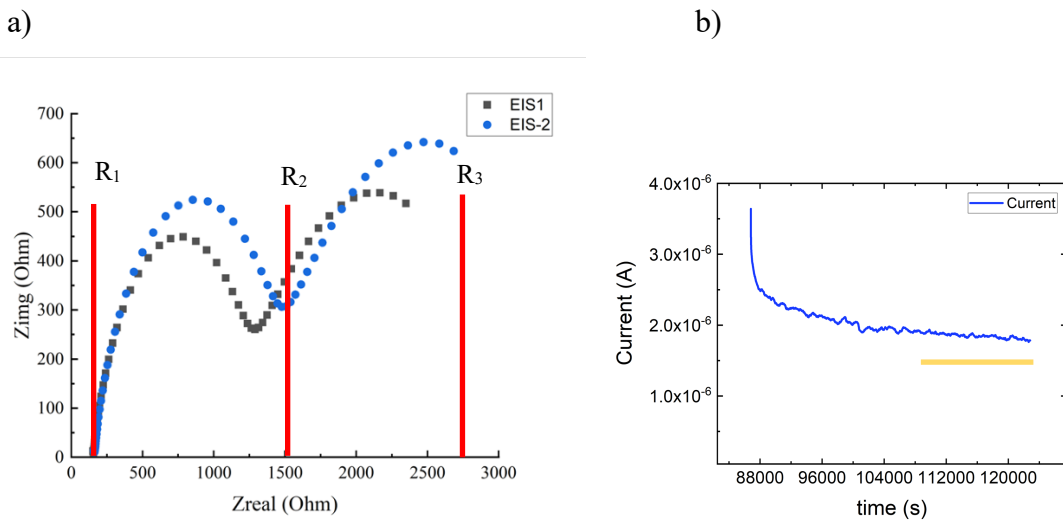 a)
b)
700
600
500
400
300
200
100
0
Zimg (Ohm)
EIS1
EIS-2
R1
R2
R3
0 500 1000 1500 2000 2500 3000
Zreal (Ohm)
4.0x10-6
3.0x10-6
2.0x10-6
1.0x10-6
Current (A)
Current
88000 96000 104000 112000 120000
time (s)